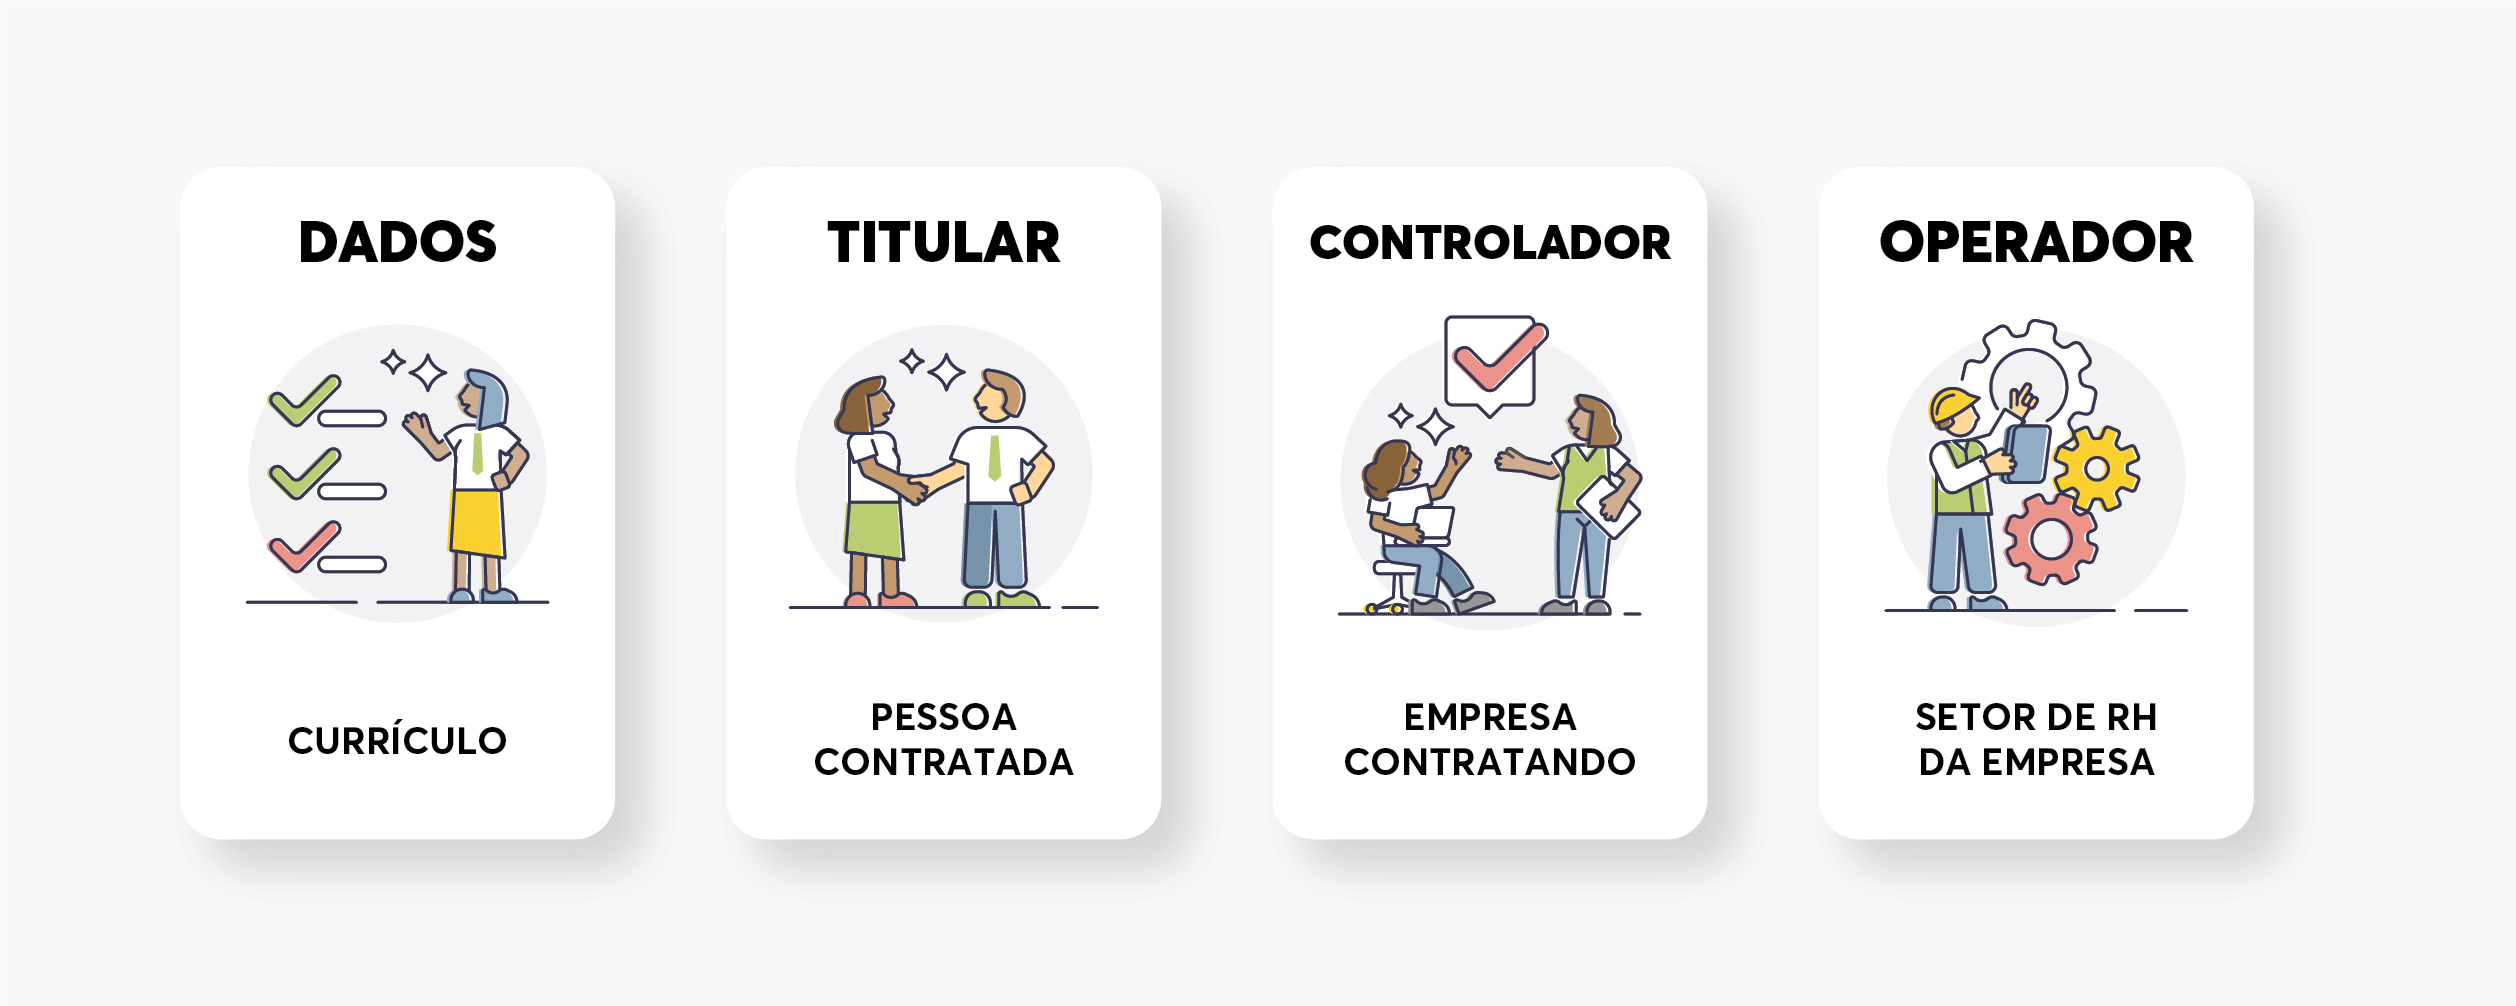 DADOS
CURRÍCULO
TITULAR
PESSOA
CONTRATADA
CONTROLADOR
EMPRESA
CONTRATANDO
OPERADOR
SETOR DE RH
DA EMPRESA